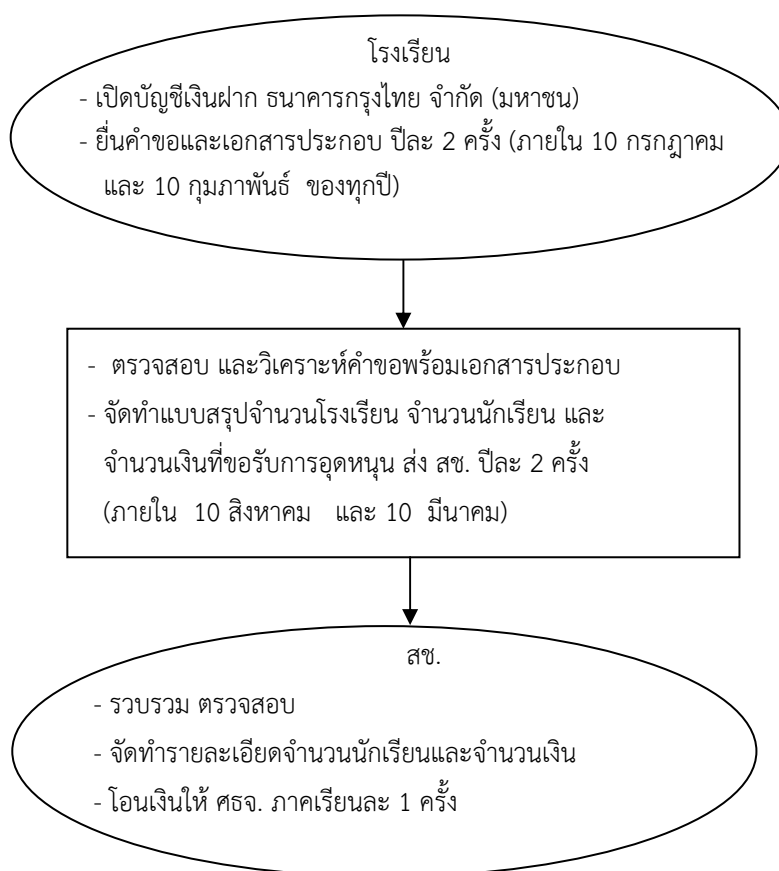 โรงเรียน
- เปิดบัญชีเงินฝาก ธนาคารกรุงไทย จำกัด (มหาชน)
- ยื่นคำขอและเอกสารประกอบ ปีละ 2 ครั้ง (ภายใน 10 กรกฎาคม
และ 10 กุมภาพันธ์ ของทุกปี)
- ตรวจสอบ และวิเคราะห์คำขอพร้อมเอกสารประกอบ
- จัดทำแบบสรุปจำนวนโรงเรียน จำนวนนักเรียน และ
จำนวนเงินที่ขอรับการอุดหนุน ส่ง สช. ปีละ 2 ครั้ง
(ภายใน 10 สิงหาคม และ 10 มีนาคม)
สช.
- รวบรวม ตรวจสอบ
- จัดทำรายละเอียดจำนวนนักเรียนและจำนวนเงิน
- โอนเงินให้ ศธจ. ภาคเรียนละ 1 ครั้ง